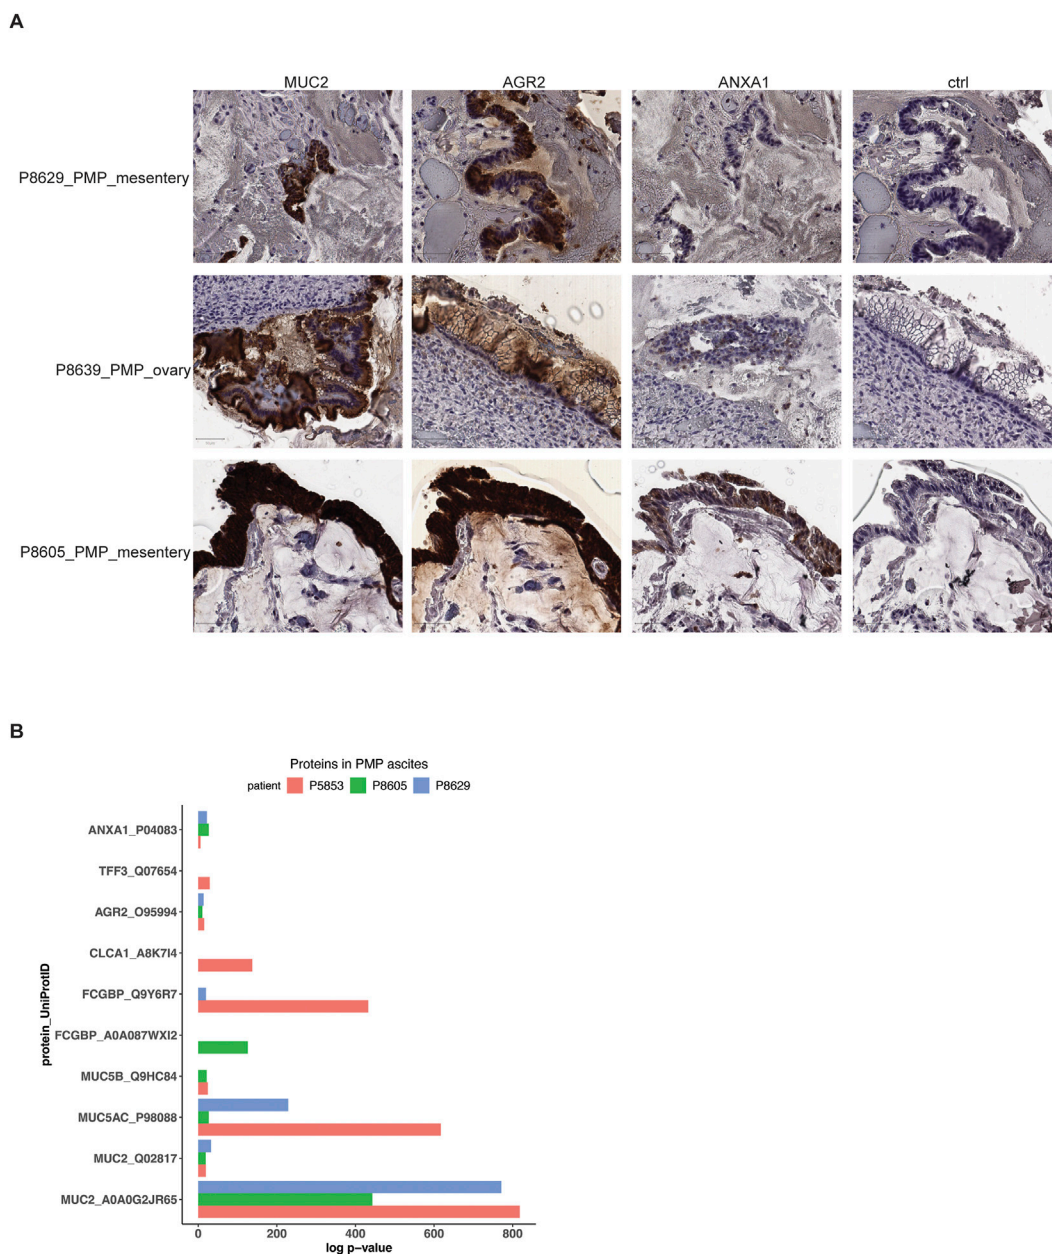 A
MUC2 AGR2 ANXA1 ctrl
P8629_PMP_mesentery
P8639_PMP_ovary
P8605_PMP_mesentery
B
Proteins in PMP ascites
patient P5853 P8605 P8629
protein_UniProtID
ANXA1_P04083
TFF3_Q07654
AGR2_O95994
CLCA1_A8K7I4
FCGBP_Q9Y6R7
FCGBP_A0A087WXI2
MUC5B_Q9HC84
MUC5AC_P98088
MUC2_Q02817
MUC2_A0A0G2JR65
0 200 400 600 800
log p-value